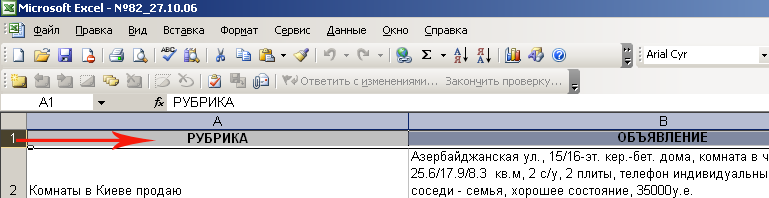 Microsoft Excel - №82_27.10.06
Файл Правка Вид Вставка Формат Сервис Данные Окно Справка
Arial Cyr
Ответить с изменениями... Закончить проверку...
A1 fx РУБРИКА
A B
1 РУБРИКА ОБЪЯВЛЕНИЕ
Азербайджанская ул., 15/16-эт. кер.-бет. дома, комната в
25.6/17.9/8.3 кв.м, 2 с/у, 2 плиты, телефон
2 Комнаты в Киеве продаю соседи - семья, хорошее состояние, 35000у.е.